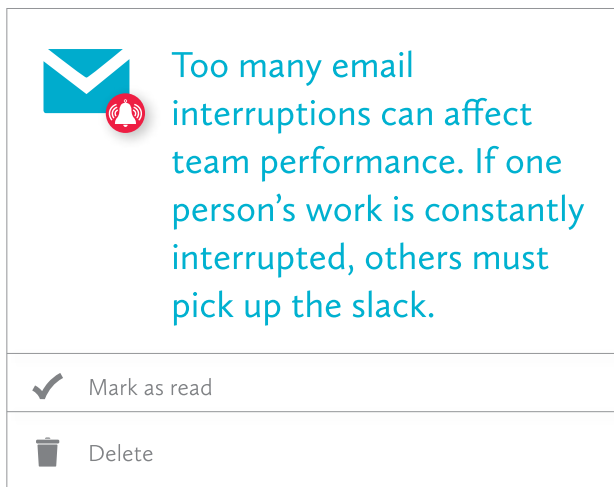 Too many email
interruptions can affect
team performance. If one
person’s work is constantly
interrupted, others must
pick up the slack.
Mark as read
Delete